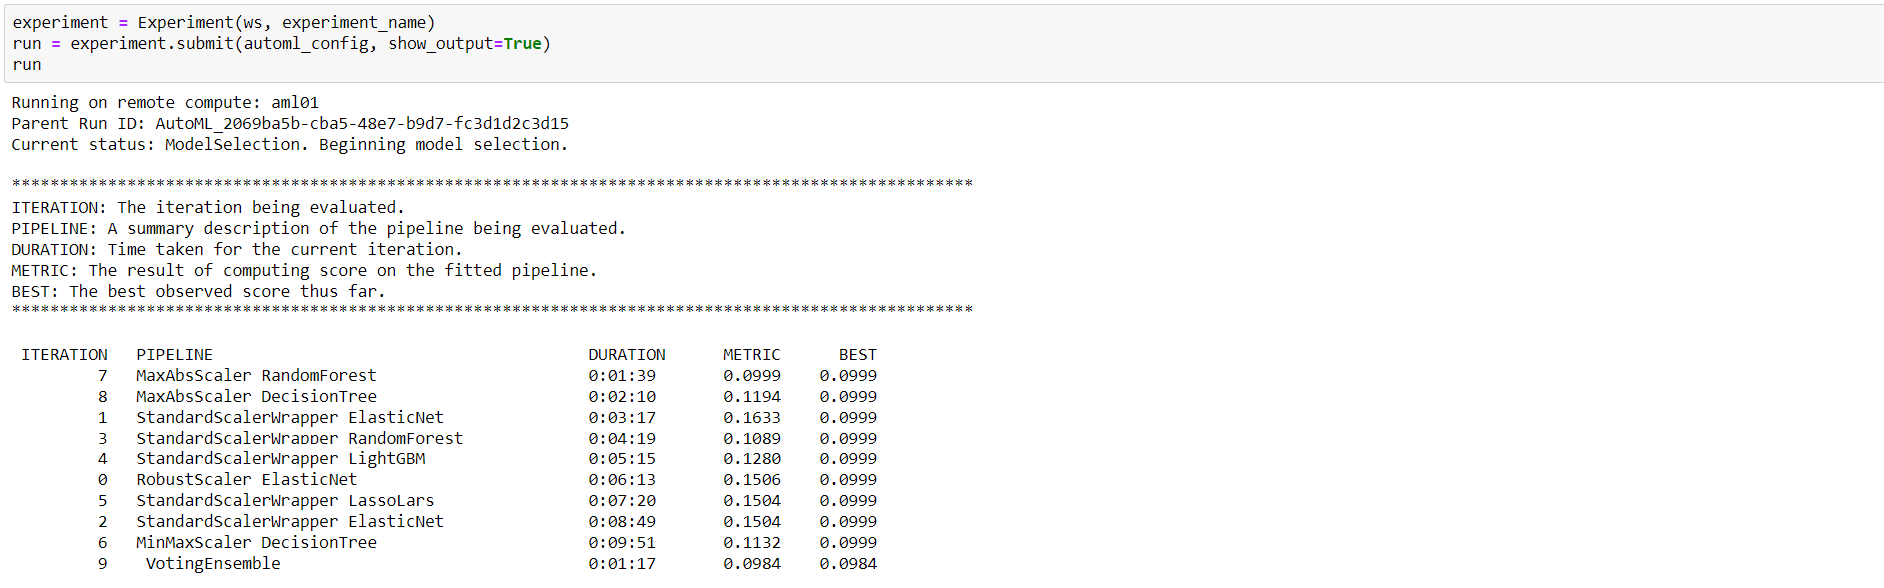 experiment = Experiment(ws, experiment_name)
run = experiment.submit(automl_config, show_output=True)
run
Running on remote compute: aml01
Parent Run ID: AutoML_2069ba5b-cba5-48e7-b9d7-fc3d1d2c3d15
Current status: ModelSelection. Beginning model selection.
****************************************************************************************************
ITERATION: The iteration being evaluated.
PIPELINE: A summary description of the pipeline being evaluated.
DURATION: Time taken for the current iteration.
METRIC: The result of computing score on the fitted pipeline.
BEST: The best observed score thus far.
****************************************************************************************************
ITERATION PIPELINE DURATION METRIC BEST
7 MaxAbsScaler RandomForest 0:01:39 0.0999 0.0999
8 MaxAbsScaler DecisionTree 0:02:10 0.1194 0.0999
1 StandardScalerWrapper ElasticNet 0:03:17 0.1633 0.0999
3 StandardScalerWrapper RandomForest 0:04:19 0.1089 0.0999
4 StandardScalerWrapper LightGBM 0:05:15 0.1280 0.0999
0 RobustScaler ElasticNet 0:06:13 0.1506 0.0999
5 StandardScalerWrapper LassoLars 0:07:20 0.1504 0.0999
2 StandardScalerWrapper ElasticNet 0:08:49 0.1504 0.0999
6 MinMaxScaler DecisionTree 0:09:51 0.1132 0.0999
9 VotingEnsemble 0:01:17 0.0984 0.0984